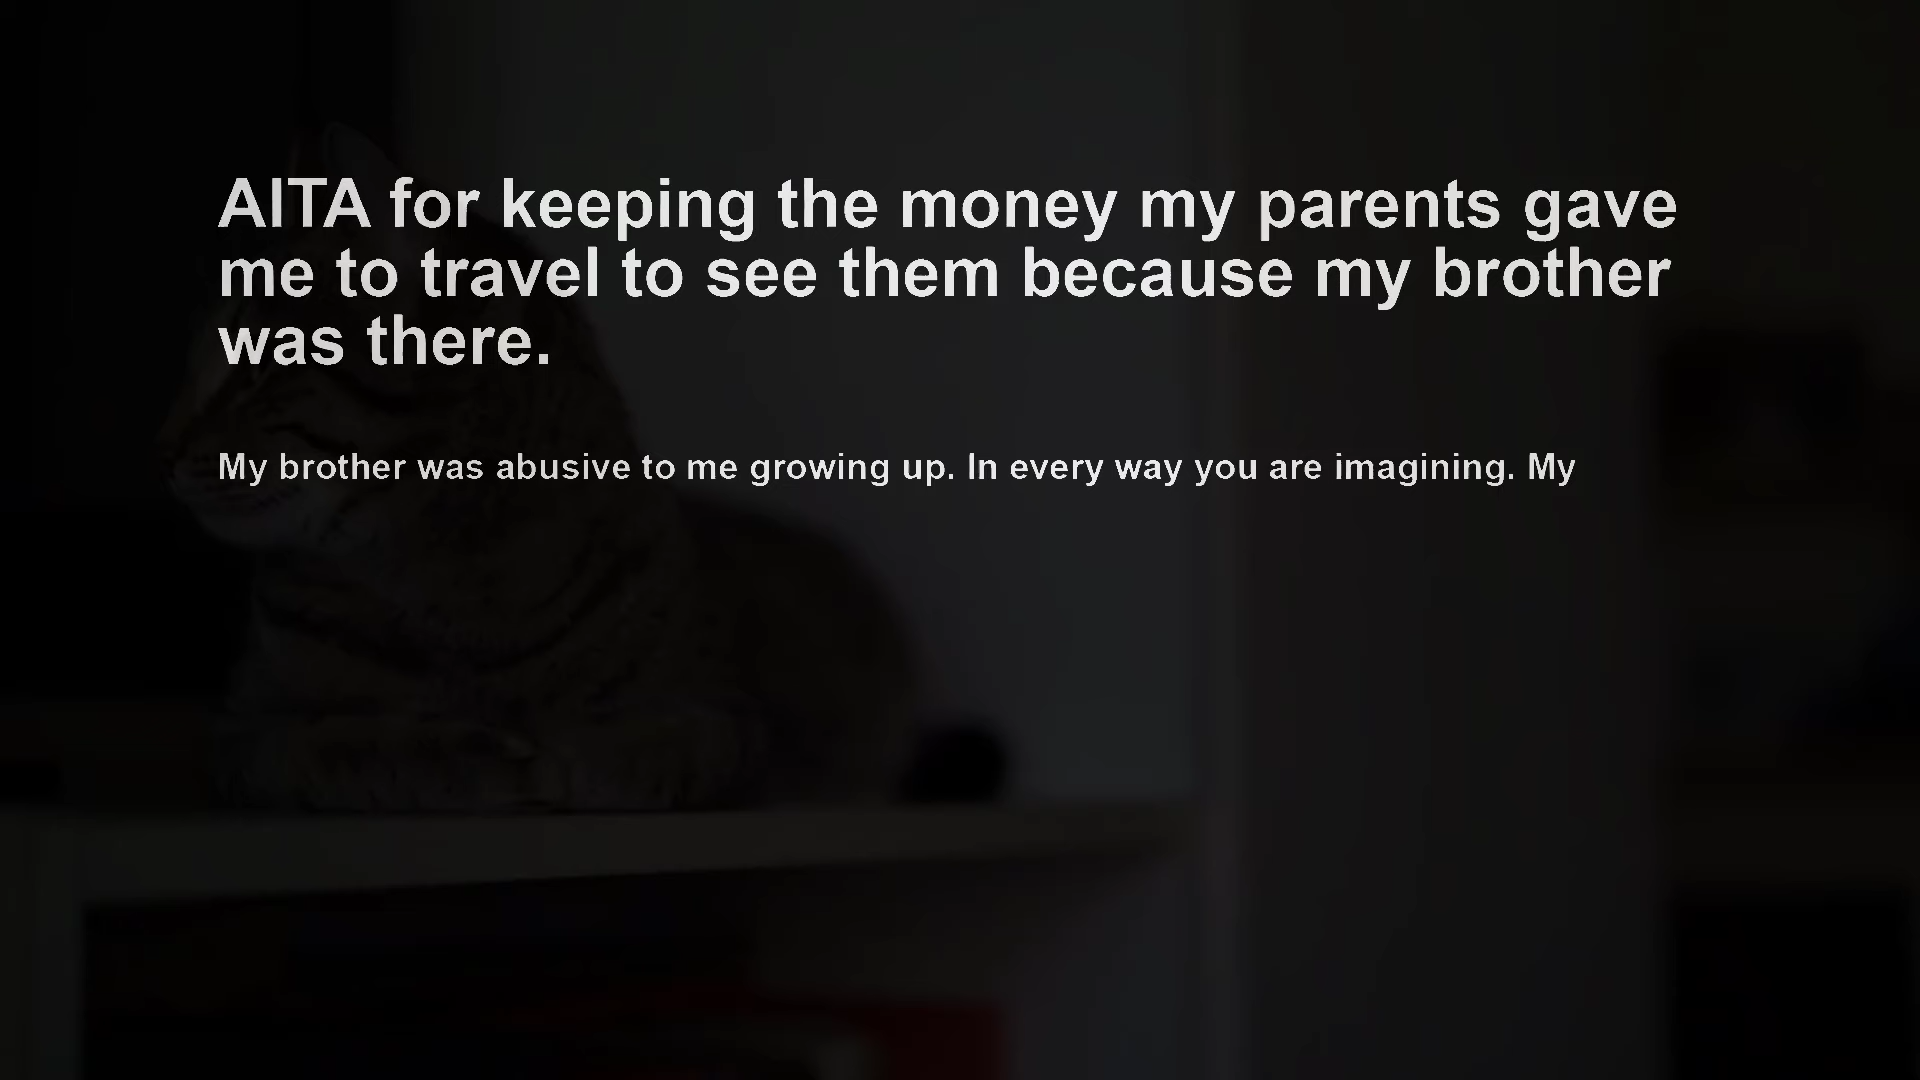 AITA for keeping the money my parents gave
me to travel to see them because my brother
was there.
My brother was abusive to me growing up. In every way you are imagining. My